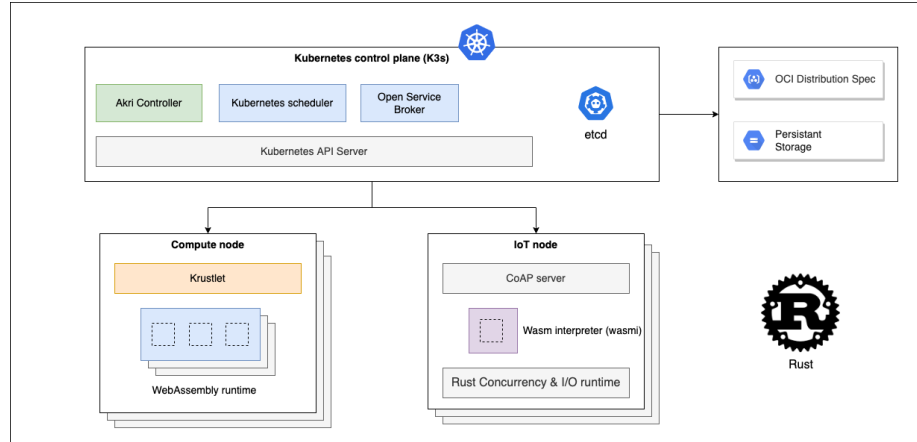 Kubernetes control plane (K3s)
Akri Controller
Kubernetes scheduler
Open Service
Broker
etcd
Kubernetes API Server
OCI Distribution Spec
Persistant
Storage
Compute node
Krustlet
WebAssembly runtime
IoT node
CoAP server
Wasm interpreter (wasmi)
Rust Concurrency & I/O runtime
R
Rust